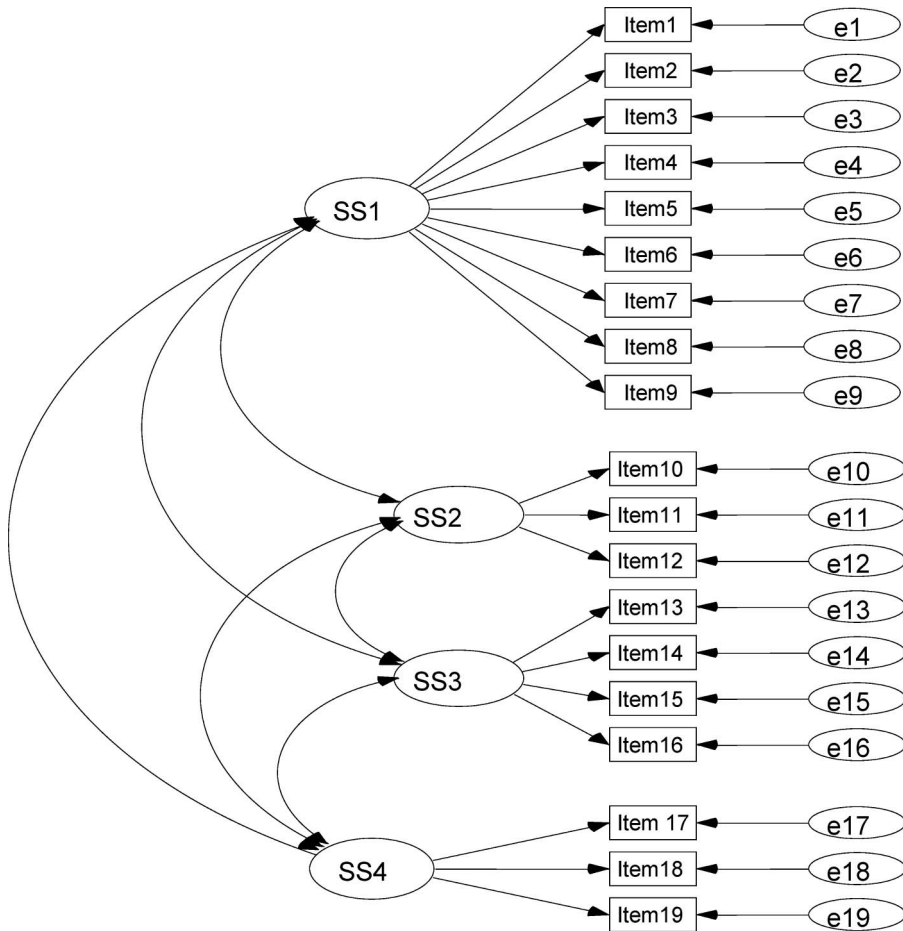 Item1 e1
Item2 e2
Item3 e3
Item4 e4
SS1 Item5 e5
Item6 e6
Item7 e7
Item8 e8
Item9 e9
Item10 e10
SS2 Item11 e11
Item12 e12
Item13 e13
Item14 e14
SS3 Item15 e15
Item16 e16
Item 17 e17
SS4 Item18 e18
Item19 e19